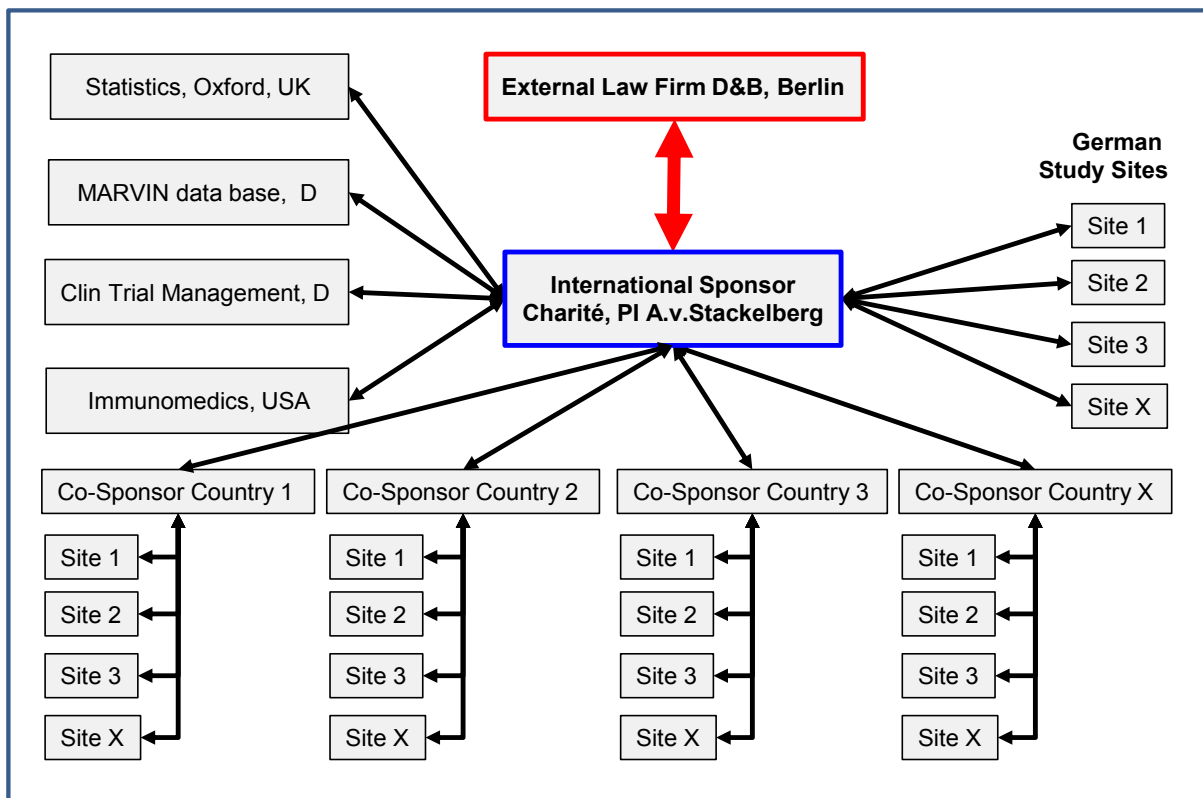 Statistics, Oxford, UK
External Law Firm D&B, Berlin
MARVIN data base,  D
Clin Trial Management, D
Immunomedics, USA
International Sponsor
Charité, PI A.v.Stackelberg
German
Study Sites
Site 1
Site 2
Site 3
Site X
Co-Sponsor Country 1
Site 1
Site 2
Site 3
Site X
Co-Sponsor Country 2
Site 1
Site 2
Site 3
Site X
Co-Sponsor Country 3
Site 1
Site 2
Site 3
Site X
Co-Sponsor Country X
Site 1
Site 2
Site 3
Site X